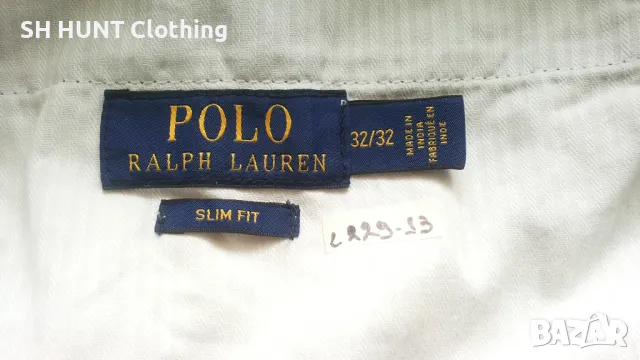 SH HUNT Clothing
POLO
RALPH LAUREN
32/32
MADE IN
INDIA
FABRIQUÉ EN
INDE
SLIM FIT
L229-13
BAZAR